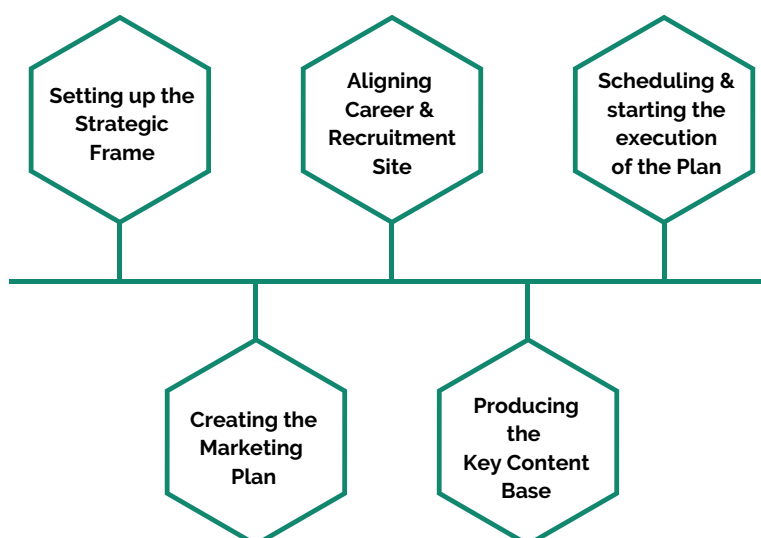 Setting up the
Strategic
Frame
Aligning
Career &
Recruitment
Site
Scheduling &
starting the
execution
of the Plan
Creating the
Marketing
Plan
Producing
the
Key Content
Base